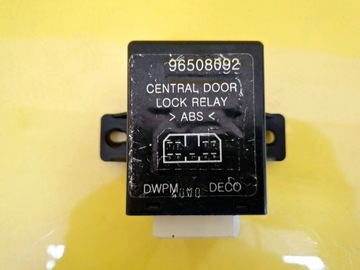 96508092
CENTRAL DOOR
LOCK RELAY
> ABS <
DWPM DECO